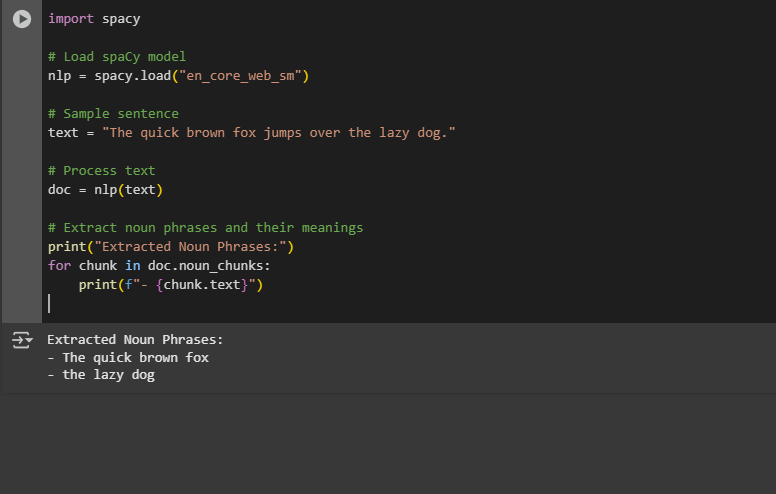 import spacy
# Load spaCy model
nlp = spacy.load("en_core_web_sm")
# Sample sentence
text = "The quick brown fox jumps over the lazy dog."
# Process text
doc = nlp(text)
# Extract noun phrases and their meanings
print("Extracted Noun Phrases:")
for chunk in doc.noun_chunks:
    print(f"- {chunk.text}")
Extracted Noun Phrases:
- The quick brown fox
- the lazy dog